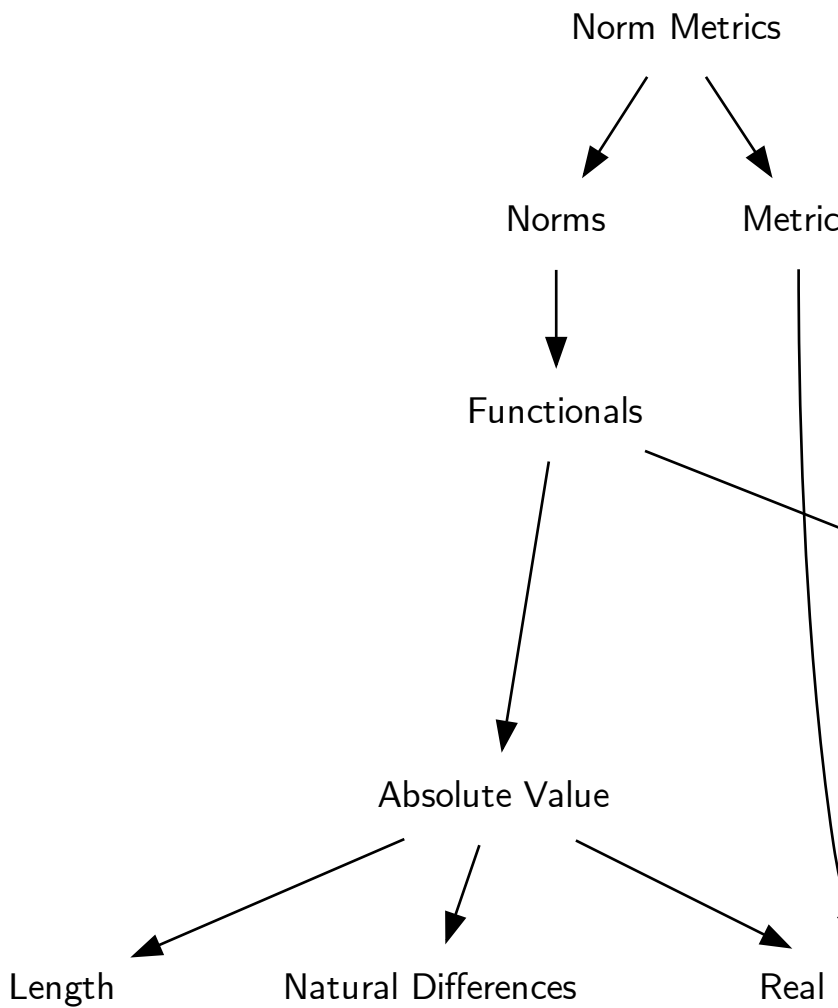 Norm Metrics
Norms
Metric
Functionals
Absolute Value
Length
Natural Differences
Real